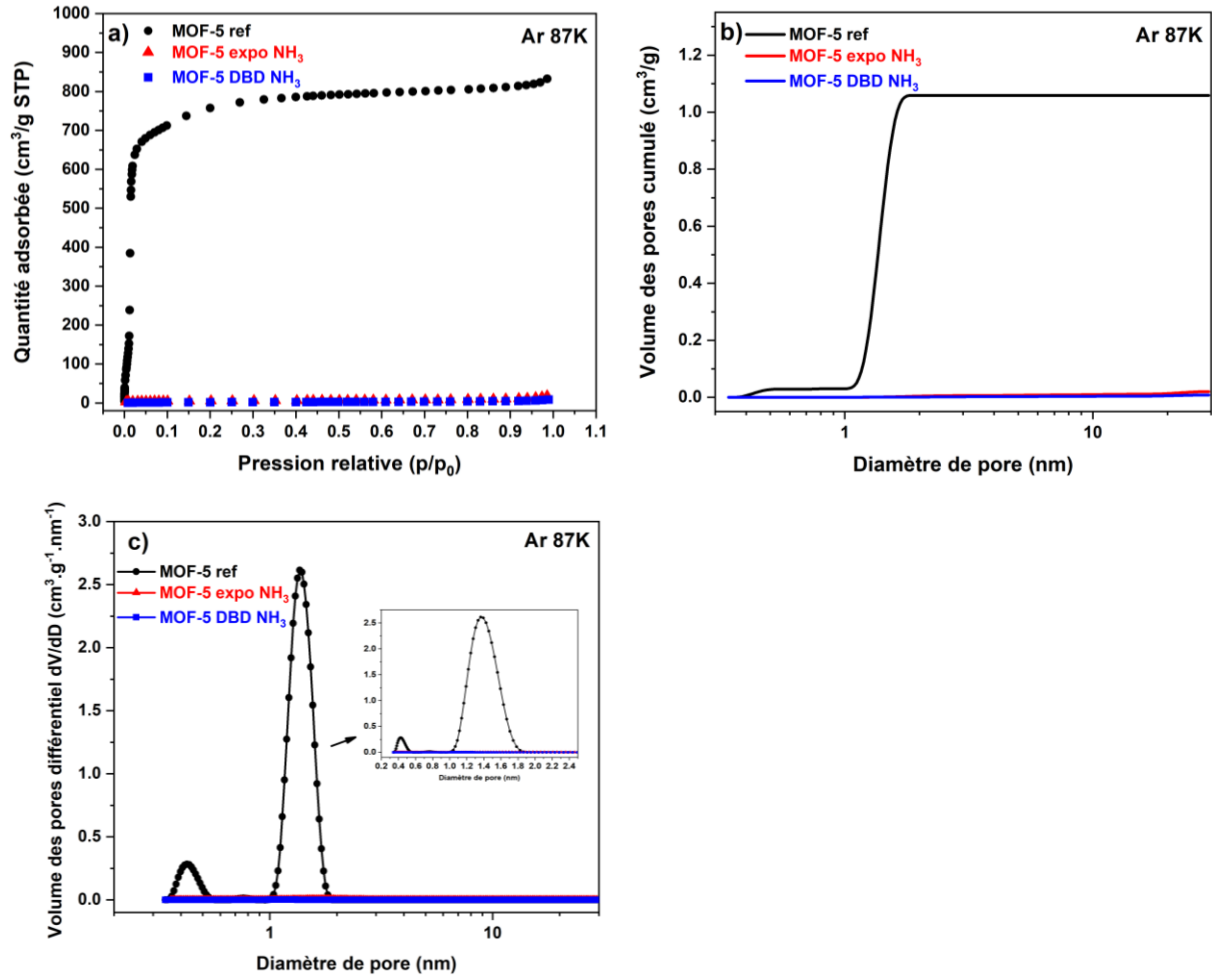 a)
MOF-5 ref
MOF-5 expo NH3
MOF-5 DBD NH3
Ar 87K
1000
900
800
700
600
500
400
300
200
100
0
0.0 0.1 0.2 0.3 0.4 0.5 0.6 0.7 0.8 0.9 1.0 1.1
Quantité adsorbée (cm3/g STP)
Pression relative (p/p0)
b)
MOF-5 ref
MOF-5 expo NH3
MOF-5 DBD NH3
Ar 87K
1.2
1.0
0.8
0.6
0.4
0.2
0.0
1 10
Volume des pores cumulé (cm3/g)
Diamètre de pore (nm)
c)
MOF-5 ref
MOF-5 expo NH3
MOF-5 DBD NH3
Ar 87K
3.0
2.5
2.0
1.5
1.0
0.5
0.0
1 10
Volume des pores différentiel dV/dD (cm3.g-1.nm-1)
Diamètre de pore (nm)
2.5
2.0
1.5
1.0
0.5
0.0
0.2 0.4 0.6 0.8 1.0 1.2 1.4 1.6 1.8 2.0 2.2 2.4
Diamètre de pore (nm)